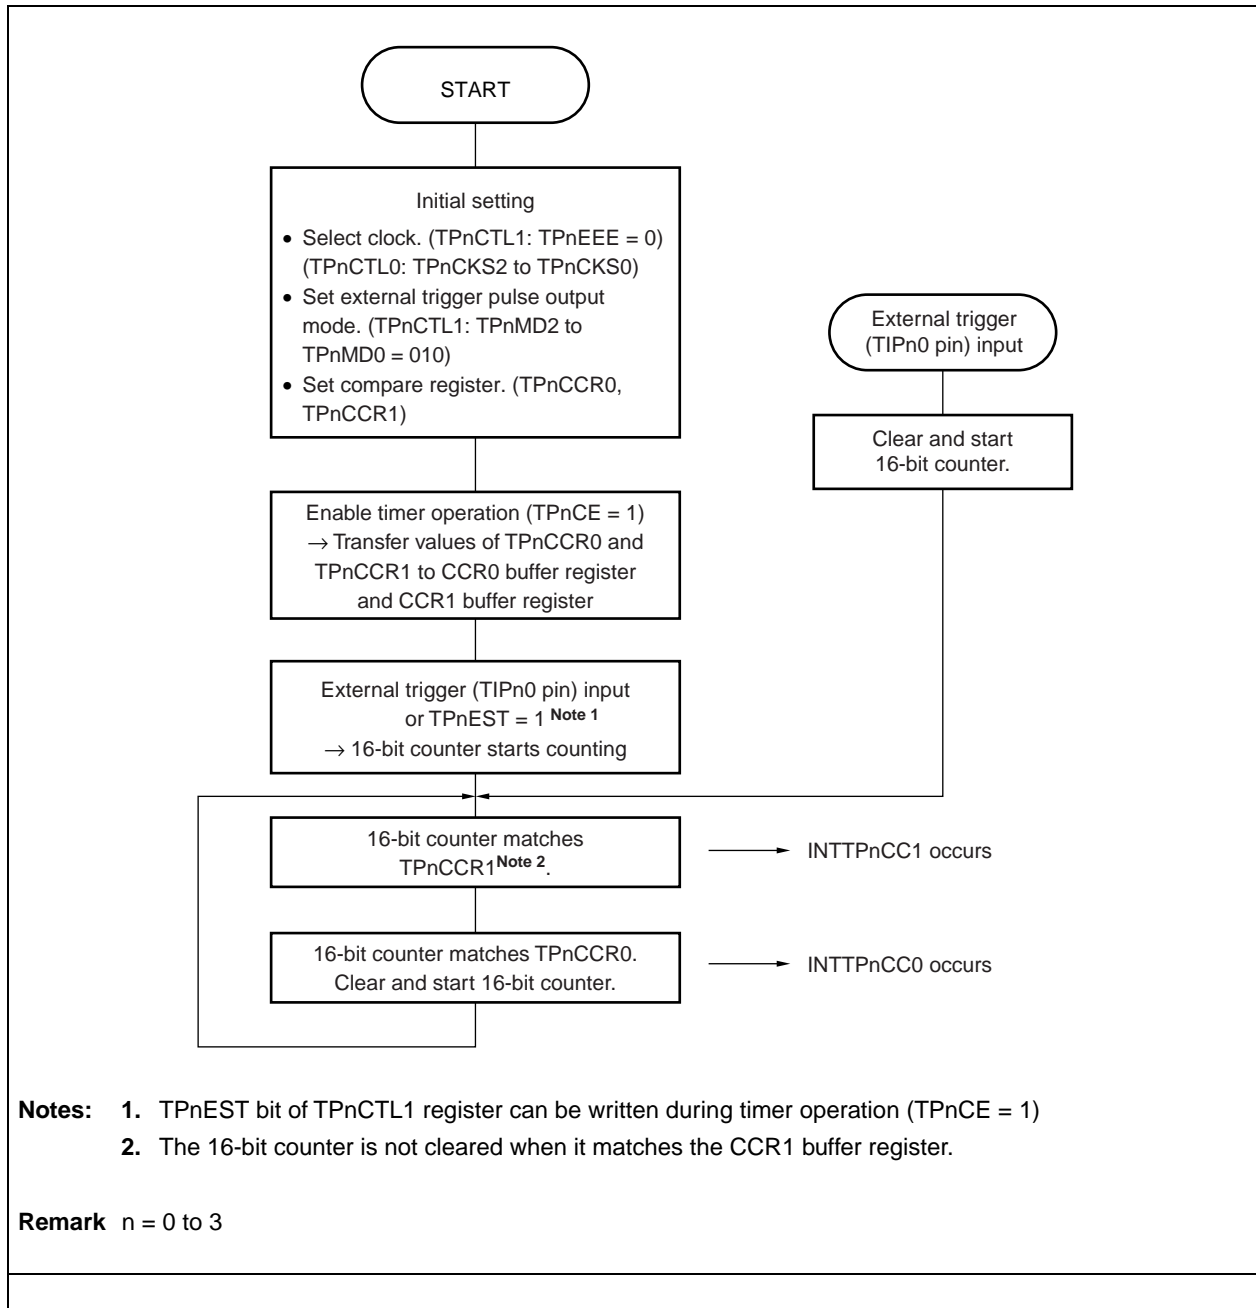 START
Initial setting
• Select clock. (TPnCTL1: TPnEEE = 0)
(TPnCTL0: TPnCKS2 to TPnCKS0)
• Set external trigger pulse output
mode. (TPnCTL1: TPnMD2 to
TPnMD0 = 010)
• Set compare register. (TPnCCR0,
TPnCCR1)
External trigger
(TIPn0 pin) input
Clear and start
16-bit counter.
Enable timer operation (TPnCE = 1)
→ Transfer values of TPnCCR0 and
TPnCCR1 to CCR0 buffer register
and CCR1 buffer register
External trigger (TIPn0 pin) input
or TPnEST = 1 Note 1
→ 16-bit counter starts counting
16-bit counter matches
TPnCCR1Note 2.
INTTPnCC1 occurs
16-bit counter matches TPnCCR0.
Clear and start 16-bit counter.
INTTPnCC0 occurs
Notes: 1. TPnEST bit of TPnCTL1 register can be written during timer operation (TPnCE = 1)
2. The 16-bit counter is not cleared when it matches the CCR1 buffer register.
Remark n = 0 to 3